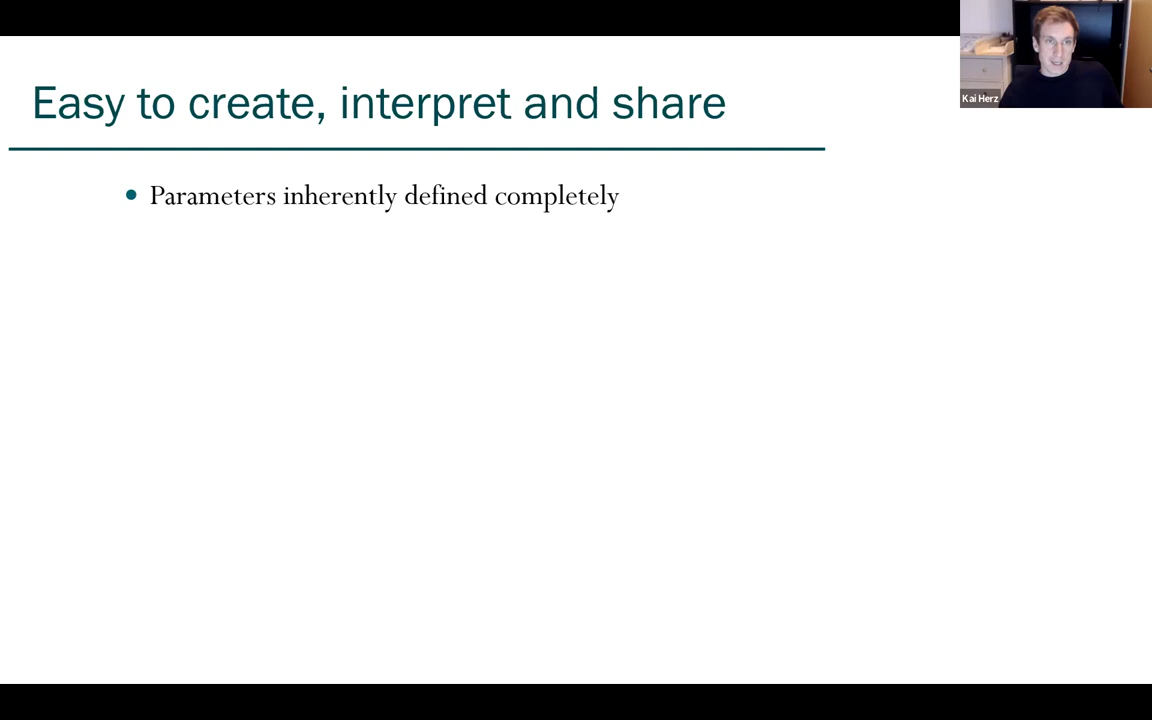 Easy to create, interpret and share
Parameters inherently defined completely
Kai Herz